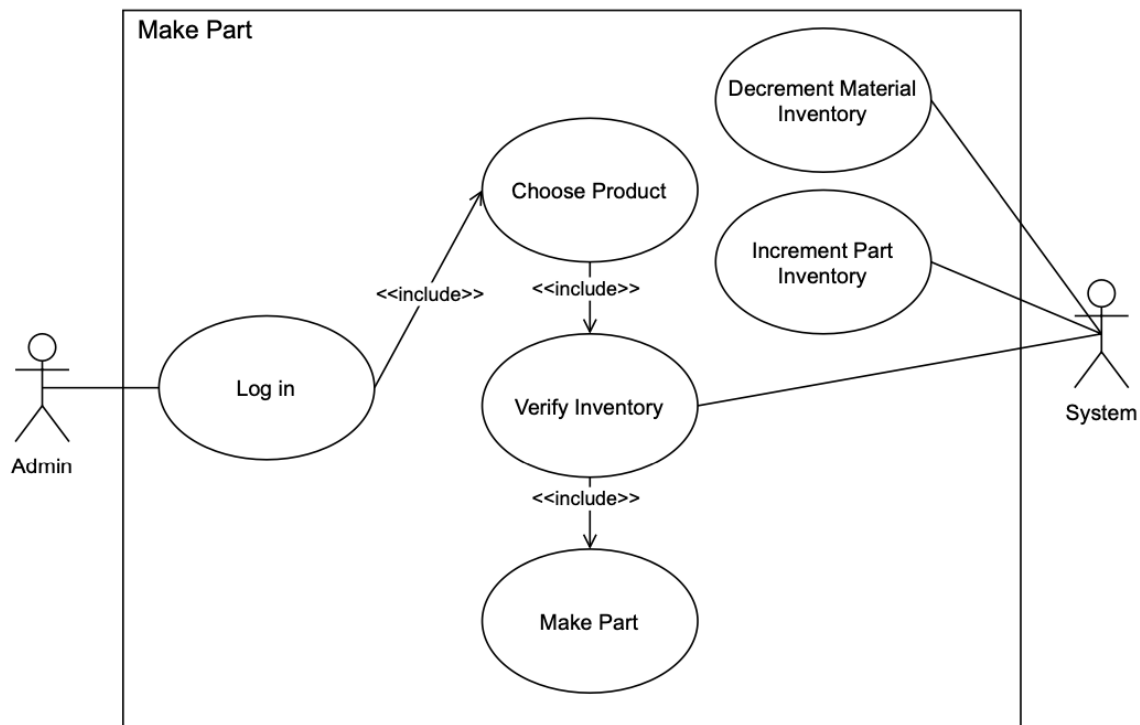 Make Part
Decrement Material
Inventory
Choose Product
Increment Part
Inventory
<<include>>
<<include>>
Log in
Verify Inventory
System
Admin
<<include>>
Make Part